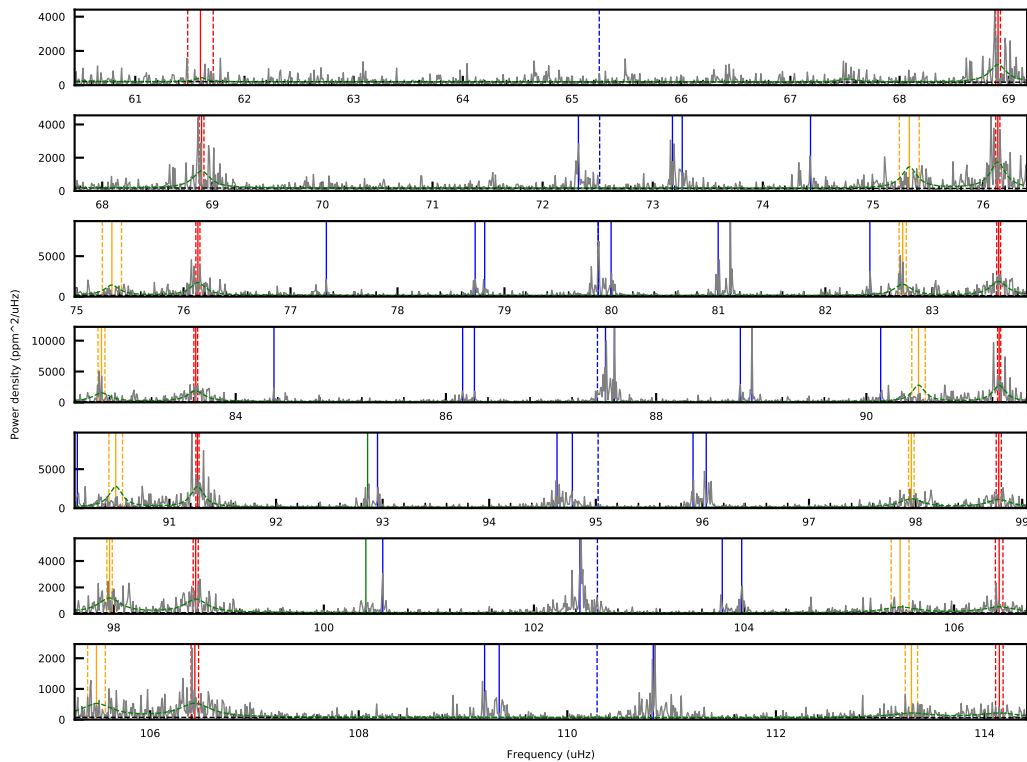 4000
2000
0
61 62 63 64 65 66 67 68 69
4000
2000
0
68 69 70 71 72 73 74 75 76
5000
0
75 76 77 78 79 80 81 82 83
Power density (ppm^2/uHz)
10000
5000
0
84 86 88 90
5000
0
91 92 93 94 95 96 97 98 99
4000
2000
0
98 100 102 104 106
2000
1000
0
106 108 110 112 114
Frequency (uHz)